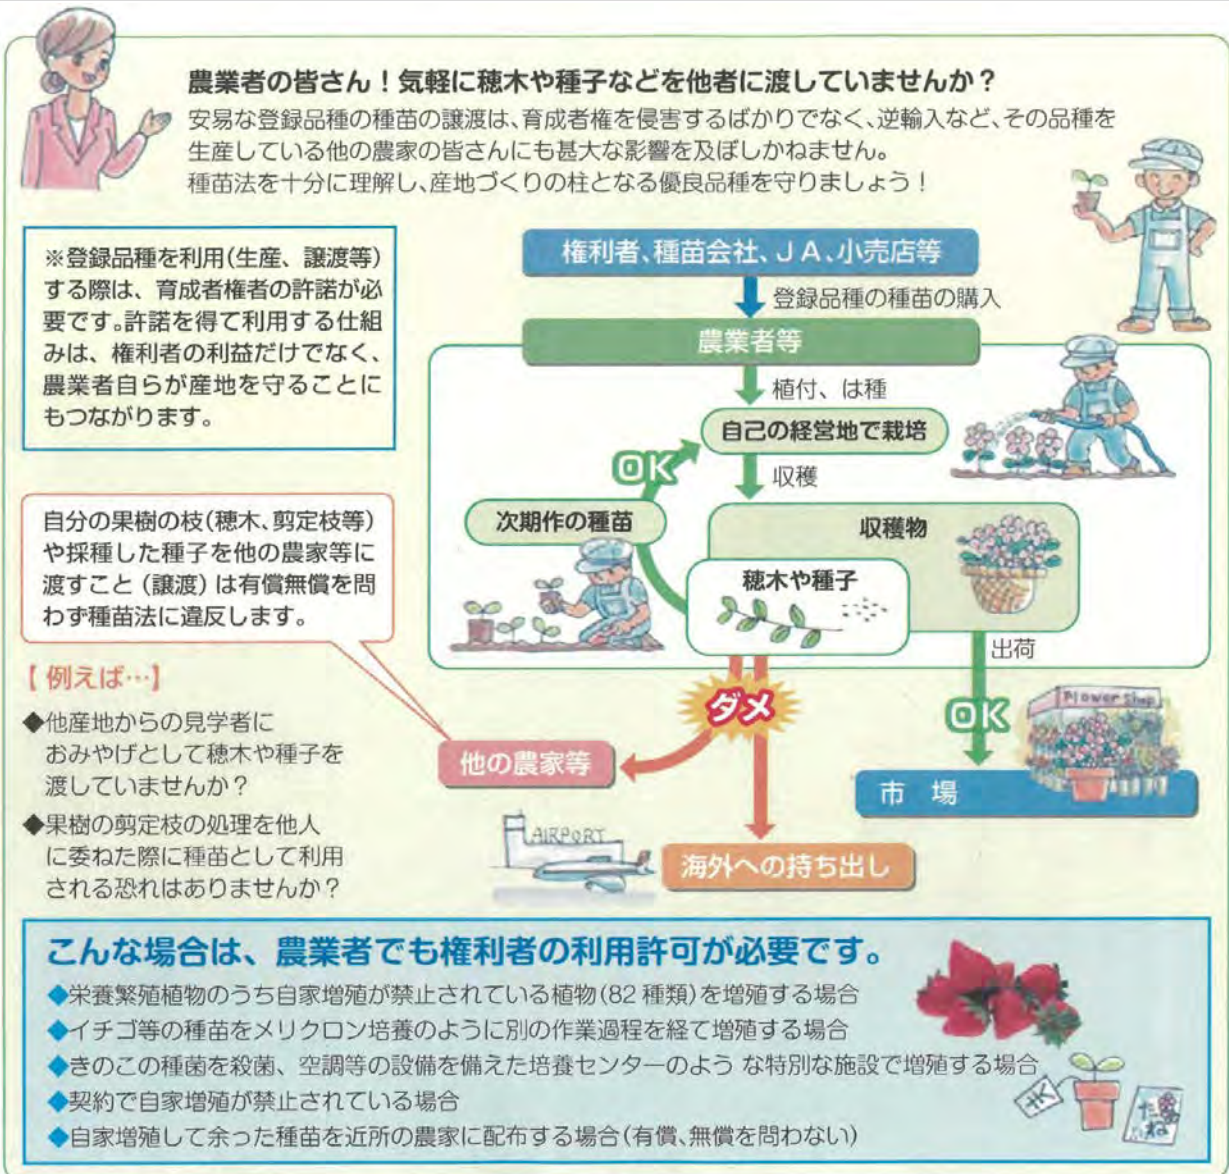 農業者の皆さん！気軽に穂木や種子などを他者に渡していませんか？
安易な登録品種の種苗の譲渡は、育成者権を侵害するばかりでなく、逆輸入など、その品種を
生産している他の農家の皆さんにも甚大な影響を及ぼしかねません。
種苗法を十分に理解し、産地づくりの柱となる優良品種を守りましょう！
※登録品種を利用(生産、譲渡等)
する際は、育成者権者の許諾が必
要です。許諾を得て利用する仕組
みは、権利者の利益だけでなく、
農業者自らが産地を守ることに
もつながります。
権利者、種苗会社、ＪＡ、小売店等
登録品種の種苗の購入
農業者等
植付、は種
自己の経営地で栽培
OK
収穫
次期作の種苗
収穫物
穂木や種子
出荷
OK
Flower Shop
市 場
ダメ
他の農家等
AIRPORT
海外への持ち出し
自分の果樹の枝(穂木、剪定枝等)
や採種した種子を他の農家等に
渡すこと(譲渡)は有償無償を問
わず種苗法に違反します。
【例えば…】
◆他産地からの見学者に
おみやげとして穂木や種子を
渡していませんか？
◆果樹の剪定枝の処理を他人
に委ねた際に種苗として利用
される恐れはありませんか？
こんな場合は、農業者でも権利者の利用許可が必要です。
◆栄養繁殖植物のうち自家増殖が禁止されている植物(82種類)を増殖する場合
◆イチゴ等の種苗をメリクロン培養のように別の作業過程を経て増殖する場合
◆きのこの種菌を殺菌、空調等の設備を備えた培養センターのよう な特別な施設で増殖する場合
◆契約で自家増殖が禁止されている場合
◆自家増殖して余った種苗を近所の農家に配布する場合(有償、無償を問わない)
たね